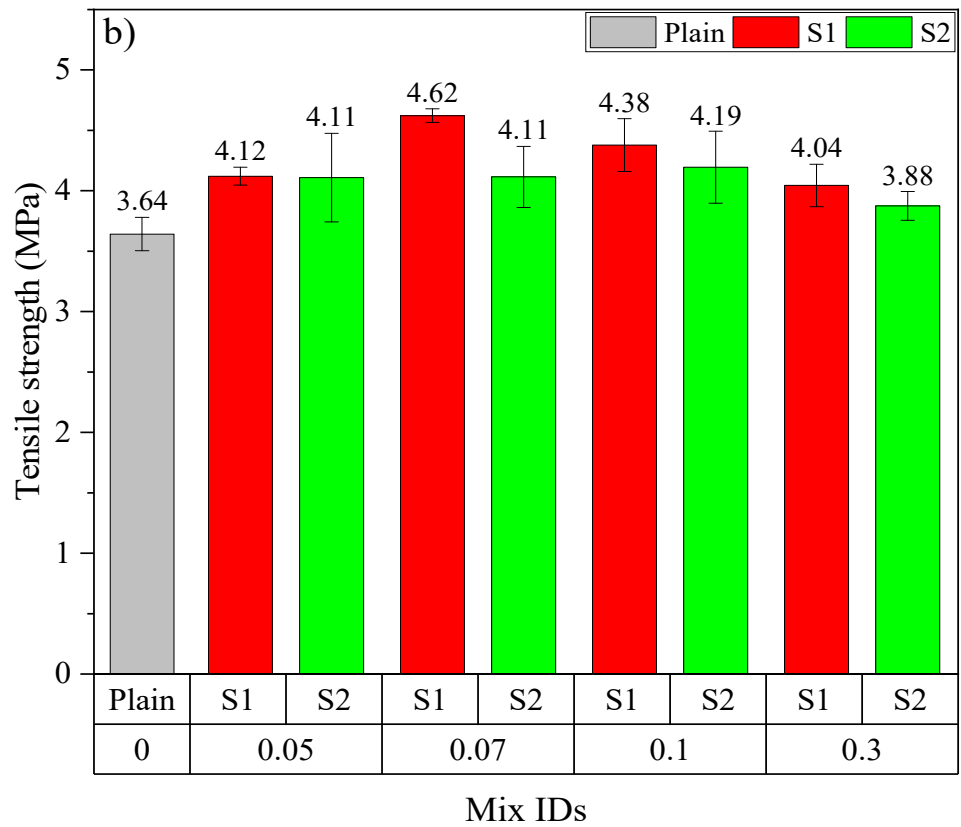 b)
Plain S1 S2
Tensile strength (MPa)
5
4
3
2
1
0
3.64
4.12
4.11
4.62
4.11
4.38
4.19
4.04
3.88
Plain S1 S2 S1 S2 S1 S2 S1 S2
0 0.05 0.07 0.1 0.3
Mix IDs